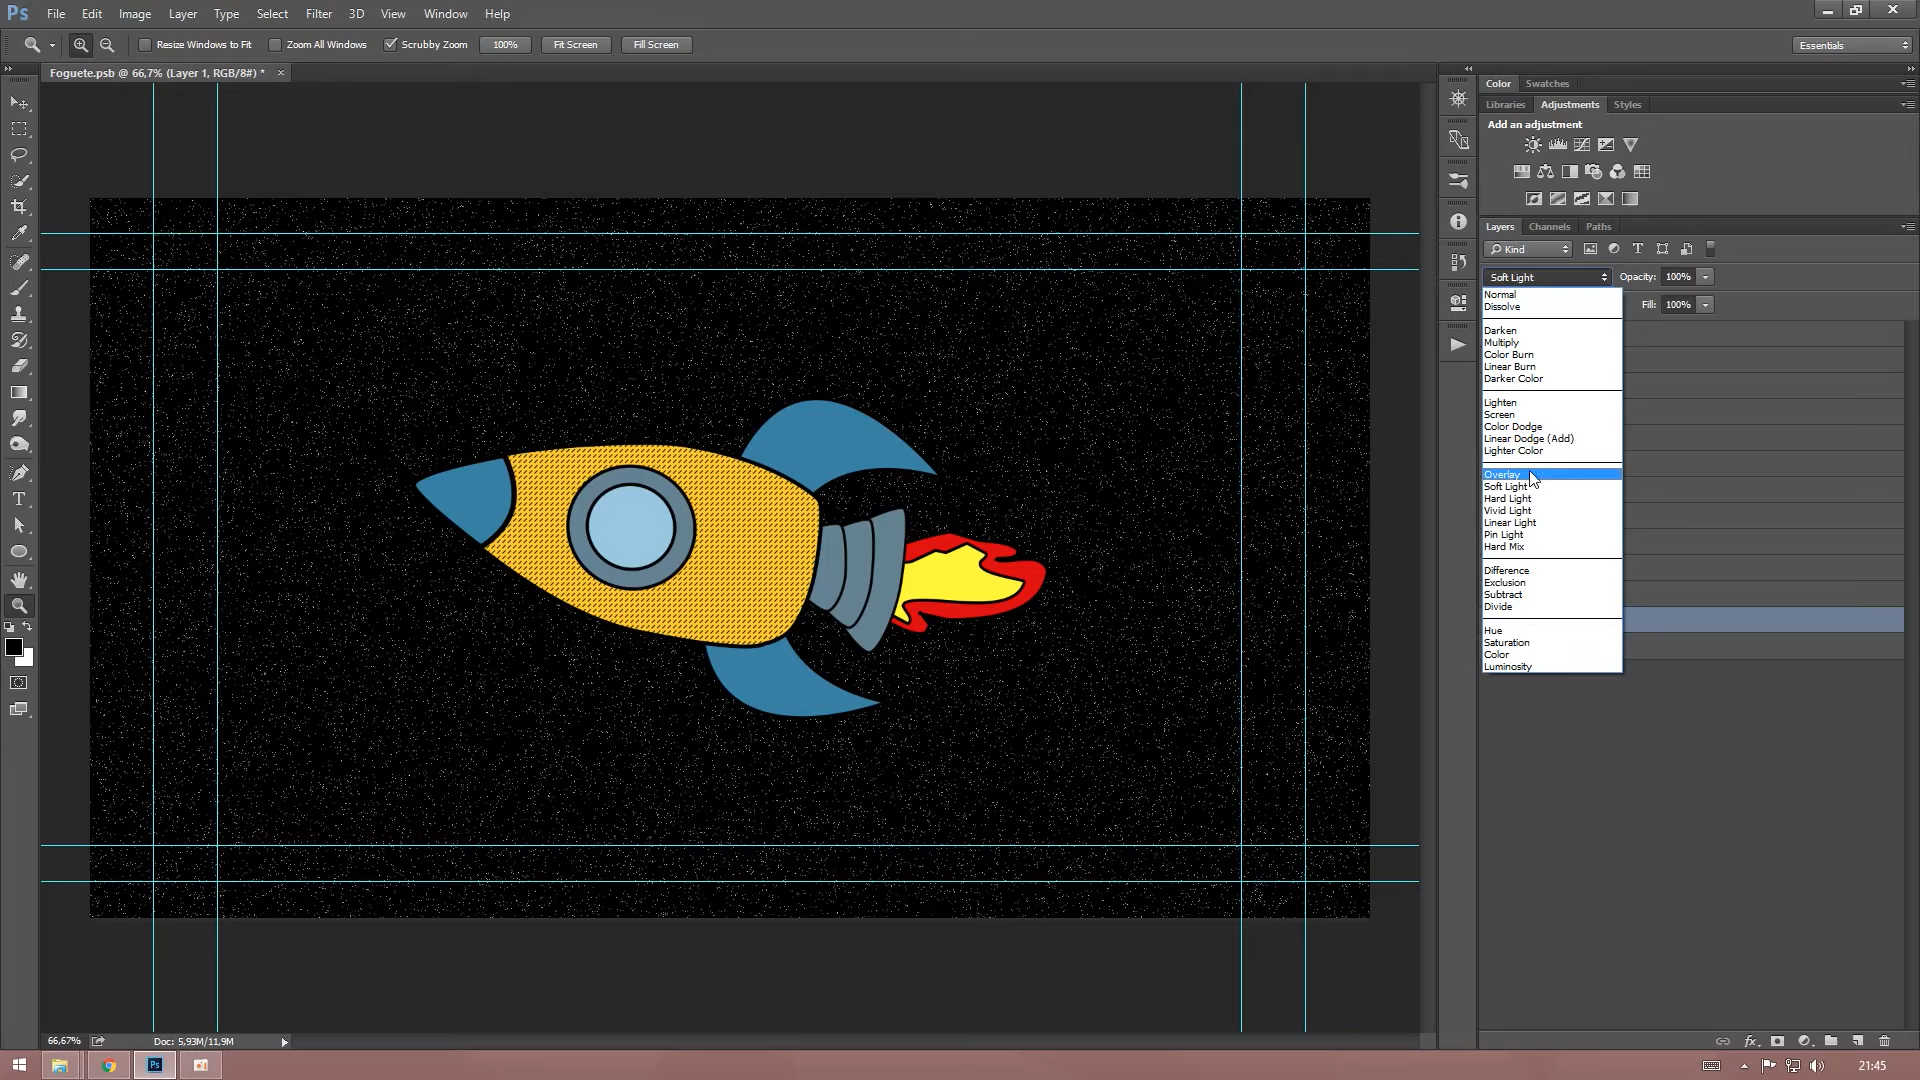 Ps File Edit Image Layer Type Select Filter 3D View Window Help
Resize Windows to Fit Zoom All Windows Scrubby Zoom 100% Fit Screen Fill Screen Essentials
Foguete.psb @ 66,7% (Layer 1, RGB/8#) * ×
Color Swatches
Libraries Adjustments Styles
Add an adjustment
Layers Channels Paths
Kind
Soft Light Opacity: 100%
Fill: 100%
Normal
Dissolve
Darken
Multiply
Color Burn
Linear Burn
Darker Color
Lighten
Screen
Color Dodge
Linear Dodge (Add)
Lighter Color
Overlay
Soft Light
Hard Light
Vivid Light
Linear Light
Pin Light
Hard Mix
Difference
Exclusion
Subtract
Divide
Hue
Saturation
Color
Luminosity
66,67% Doc: 5,93M/11,9M
Ps 21:45